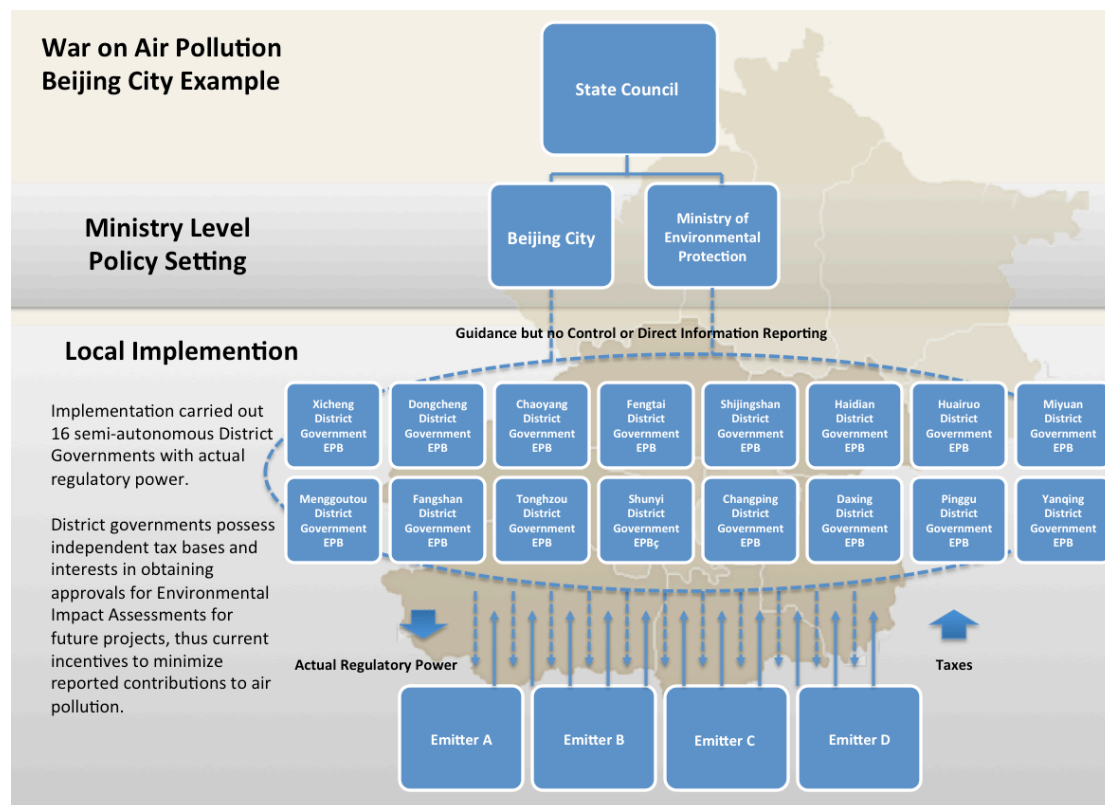 War on Air Pollution
Beijing City Example
State Council
Ministry Level
Policy Setting
Beijing City
Ministry of
Environmental
Protection
Guidance but no Control or Direct Information Reporting
Local Implemention
Implementation carried out
16 semi-autonomous District
Governments with actual
regulatory power.
District governments possess
independent tax bases and
interests in obtaining
approvals for Environmental
Impact Assessments for
future projects, thus current
incentives to minimize
reported contributions to air
pollution.
Xicheng
District
Government
EPB
Dongcheng
District
Government
EPB
Chaoyang
District
Government
EPB
Fengtai
District
Government
EPB
Shijingshan
District
Government
EPB
Haidian
District
Government
EPB
Huairuo
District
Government
EPB
Miyuan
District
Government
EPB
Menggoutou
District
Government
EPB
Fangshan
District
Government
EPB
Tonghzou
District
Government
EPB
Shunyi
District
Government
EPBç
Changping
District
Government
EPB
Daxing
District
Government
EPB
Pinggu
District
Government
EPB
Yanqing
District
Government
EPB
Actual Regulatory Power
Taxes
Emitter A
Emitter B
Emitter C
Emitter D